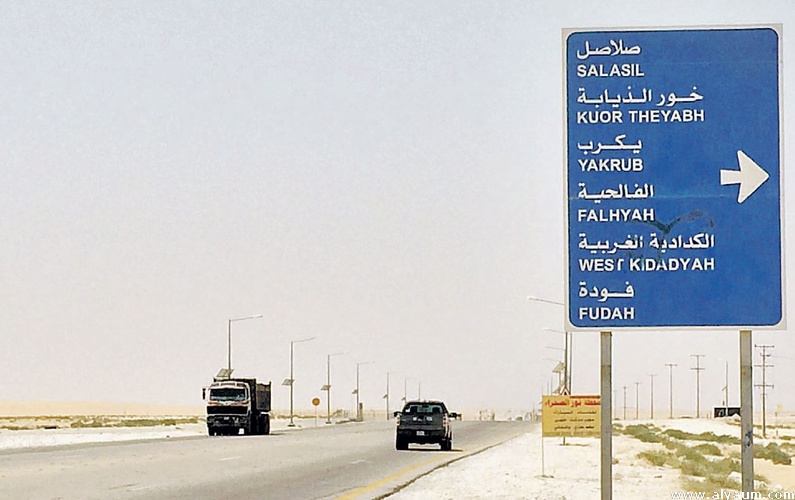 صلاصل
SALASIL
خور الذيابة
KUOR THEYABH
يكرب
YAKRUB
الفالحية
FALHYAH
الكدادية الغربية
WEST KIDADYAH
فودة
FUDAH
www.alyaum.com